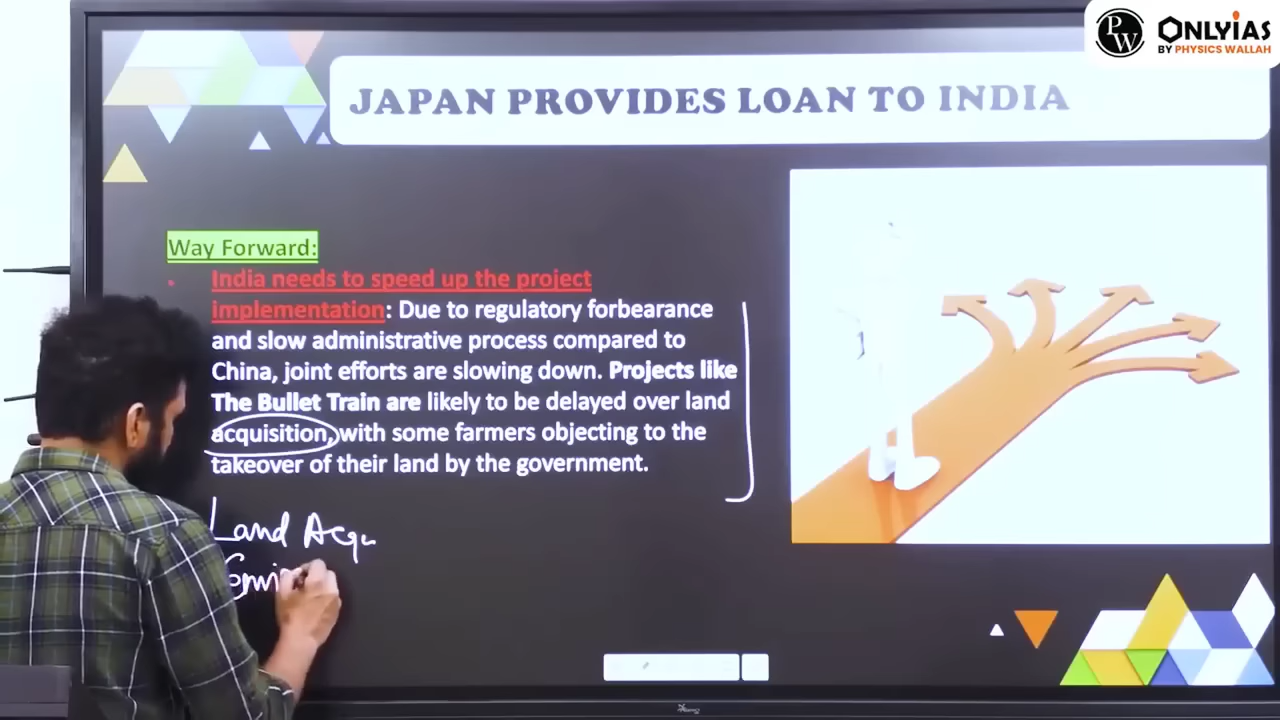 PW ONLYIAS
BY PHYSICS WALLAH
JAPAN PROVIDES LOAN TO INDIA
Way Forward:
• India needs to speed up the project
implementation: Due to regulatory forbearance
and slow administrative process compared to
China, joint efforts are slowing down. Projects like
The Bullet Train are likely to be delayed over land
acquisition, with some farmers objecting to the
takeover of their land by the government.
Land Acqu